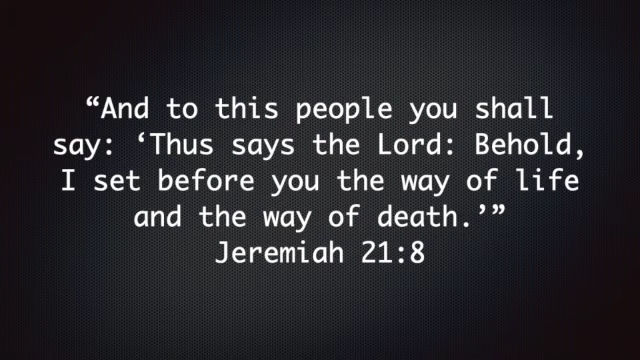 “And to this people you shall
say: ‘Thus says the Lord: Behold,
I set before you the way of life
and the way of death.’”
Jeremiah 21:8